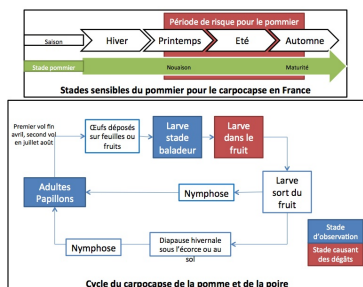 Période de risque pour le pommier
Saison
Hiver
Printemps
Eté
Automne
Stade pommier
Nouaison
Maturité
Stades sensibles du pommier pour le carpocapse en France
Premier vol fin
avril, second vol
en juillet août
Œufs déposés
sur feuilles ou
fruits
Larve
stade
baladeur
Larve
dans le
fruit
Adultes
Papillons
Nymphose
Larve
sort du
fruit
Nymphose
Diapause hivernale
sous l'écorce ou au
sol
Stade
d'observation
Stade causant
des dégâts
Cycle du carpocapse de la pomme et de la poire